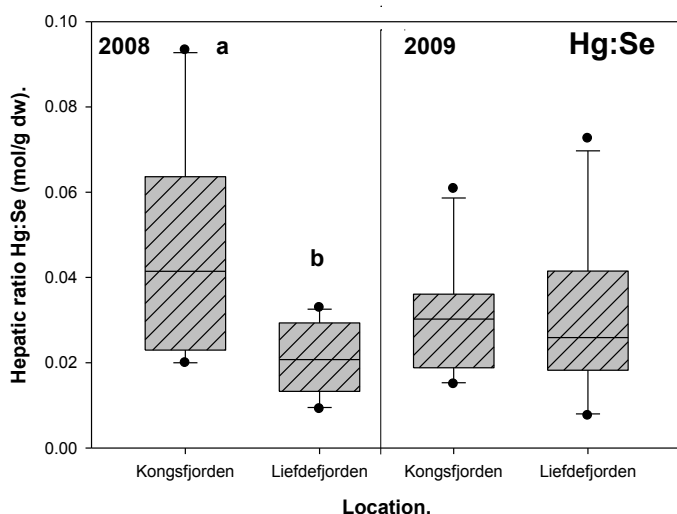 2008 a 2009 Hg:Se
b
Hepatic ratio Hg:Se (mol/g dw).
0.10
0.08
0.06
0.04
0.02
0.00
Kongsfjorden Liefdefjorden Kongsfjorden Liefdefjorden
Location.